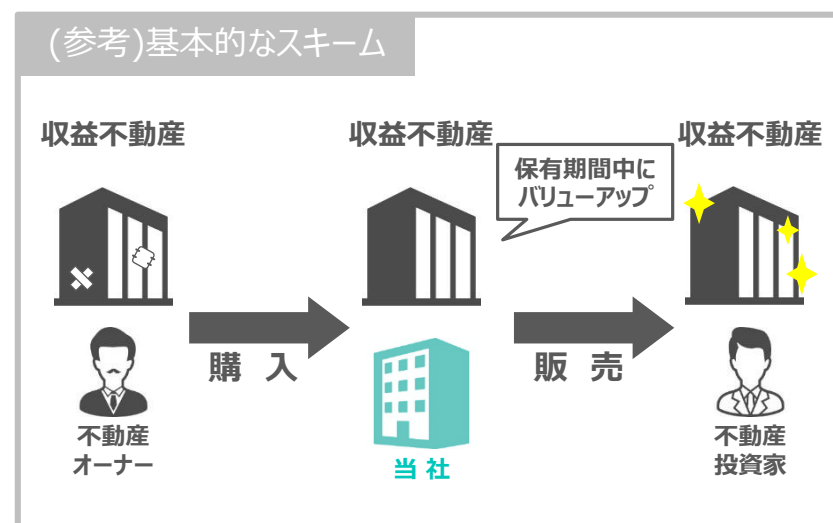 (参考)基本的なスキーム
収益不動産
収益不動産
収益不動産
保有期間中に
バリューアップ
購 入
販 売
不動産
オーナー
当 社
不動産
投資家